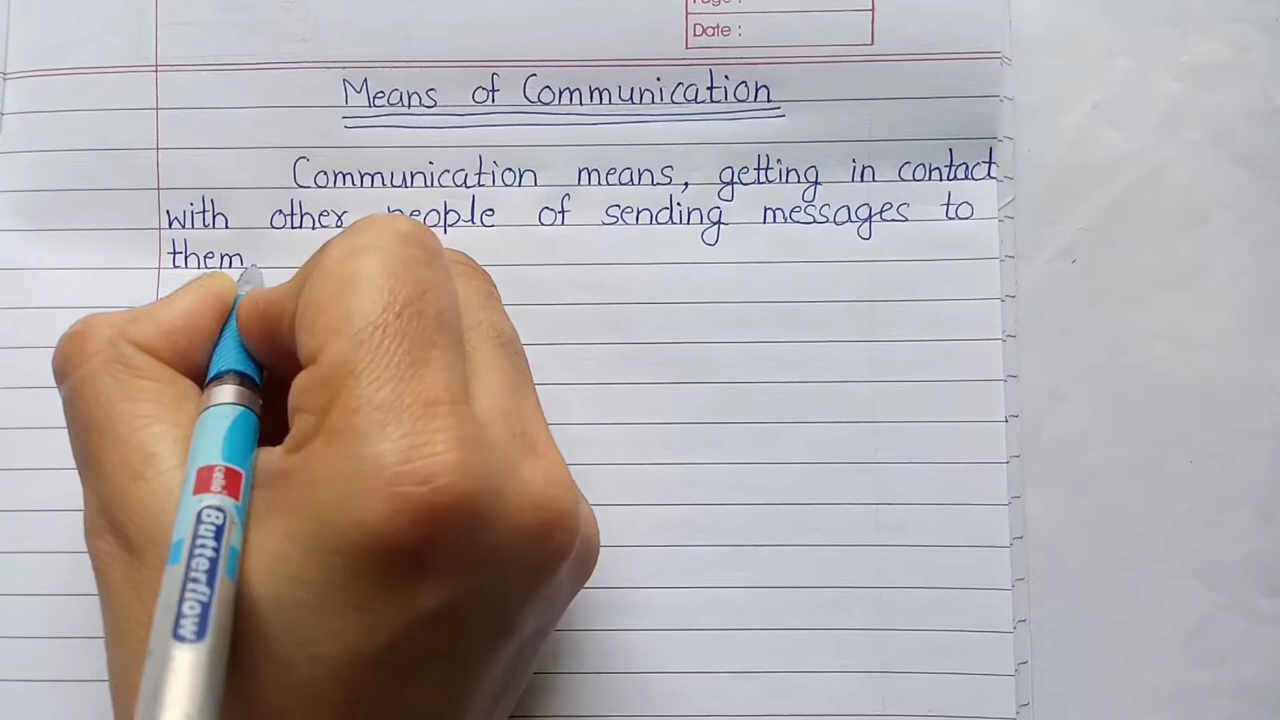 Date :
Means of Communication
Communication means, getting in contact
with other people of sending messages to
them.
cello
Butterflow